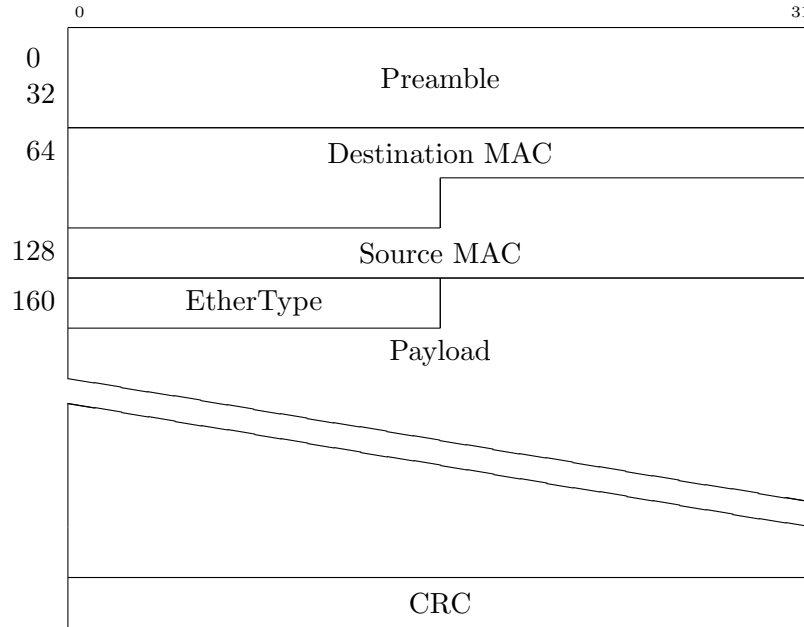 0 31
0
32
Preamble
64
Destination MAC
128
Source MAC
160
EtherType
Payload
CRC